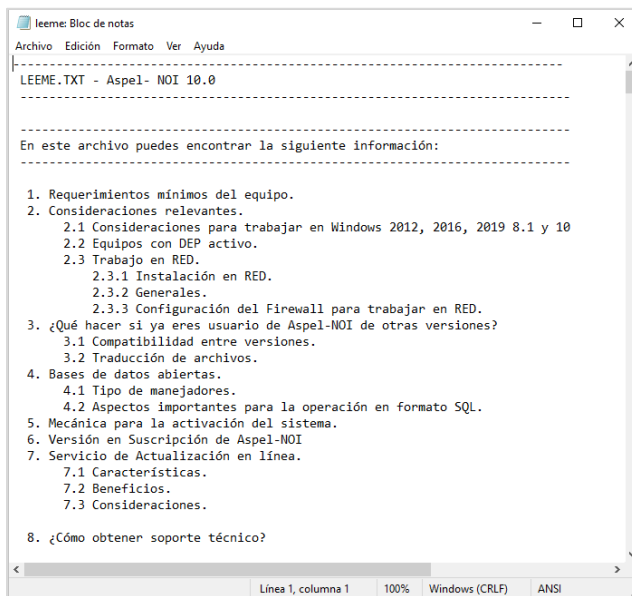 leeme: Bloc de notas
Archivo Edición Formato Ver Ayuda
---------------------------------------------------------------------------
LEEME.TXT - Aspel- NOI 10.0
---------------------------------------------------------------------------
---------------------------------------------------------------------------
En este archivo puedes encontrar la siguiente información:
---------------------------------------------------------------------------
1. Requerimientos mínimos del equipo.
2. Consideraciones relevantes.
2.1 Consideraciones para trabajar en Windows 2012, 2016, 2019 8.1 y 10
2.2 Equipos con DEP activo.
2.3 Trabajo en RED.
2.3.1 Instalación en RED.
2.3.2 Generales.
2.3.3 Configuración del Firewall para trabajar en RED.
3. ¿Qué hacer si ya eres usuario de Aspel-NOI de otras versiones?
3.1 Compatibilidad entre versiones.
3.2 Traducción de archivos.
4. Bases de datos abiertas.
4.1 Tipo de manejadores.
4.2 Aspectos importantes para la operación en formato SQL.
5. Mecánica para la activación del sistema.
6. Versión en Suscripción de Aspel-NOI
7. Servicio de Actualización en línea.
7.1 Características.
7.2 Beneficios.
7.3 Consideraciones.
8. ¿Cómo obtener soporte técnico?
Línea 1, columna 1 100% Windows (CRLF) ANSI